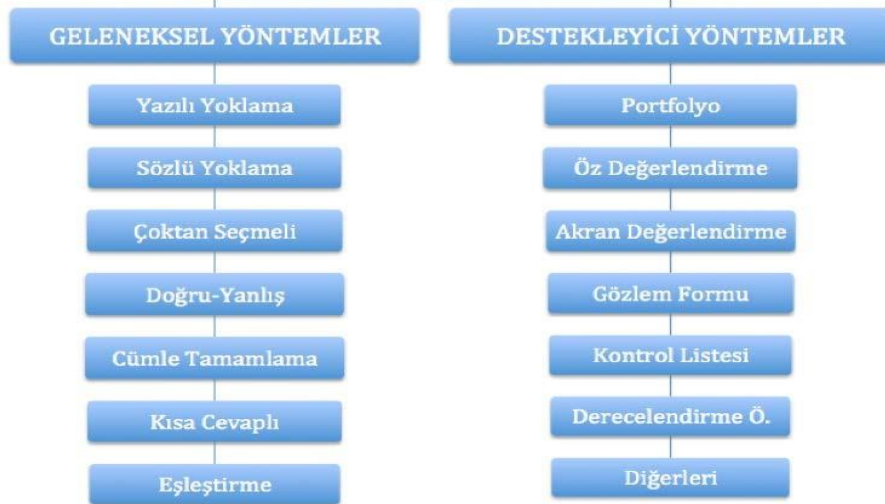 GELENEKSEL YÖNTEMLER
Yazılı Yoklama
Sözlü Yoklama
Çoktan Seçmeli
Doğru-Yanlış
Cümle Tamamlama
Kısa Cevaplı
Eşleştirme
DESTEKLEYİCİ YÖNTEMLER
Portfolyo
Öz Değerlendirme
Akran Değerlendirme
Gözlem Formu
Kontrol Listesi
Derecelendirme Ö.
Diğerleri